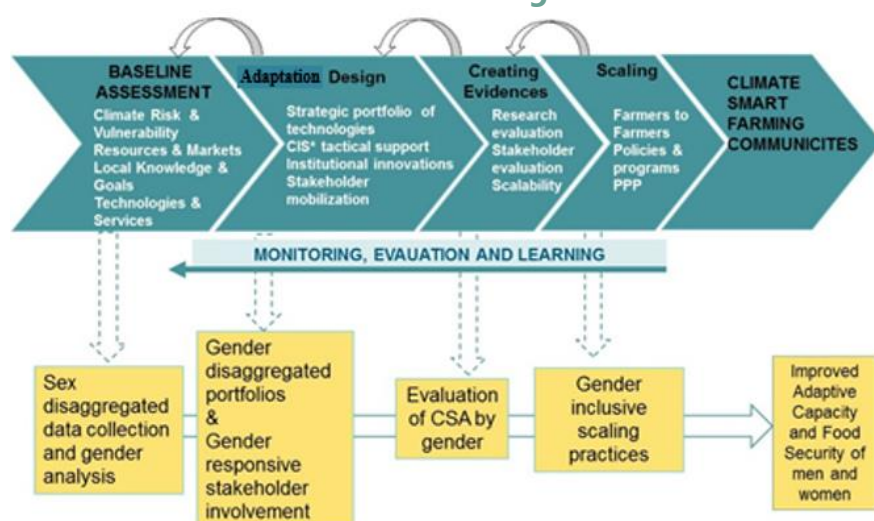 BASELINE
ASSESSMENT
Climate Risk &
Vulnerability
Resources & Markets
Local Knowledge &
Goals
Technologies &
Services
Adaptation Design
Strategic portfolio of
technologies
CIS* tactical support
Institutional innovations
Stakeholder
mobilization
Creating
Evidences
Research
evaluation
Stakeholder
evaluation
Scalability
Scaling
Farmers to
Farmers
Policies &
programs
PPP
CLIMATE
SMART
FARMING
COMMUNICITES
MONITORING, EVAUATION AND LEARNING
Sex
disaggregated
data collection
and gender
analysis
Gender
disaggregated
portfolios
&
Gender
responsive
stakeholder
involvement
Evaluation
of CSA by
gender
Gender
inclusive
scaling
practices
Improved
Adaptive
Capacity
and Food
Security of
men and
women